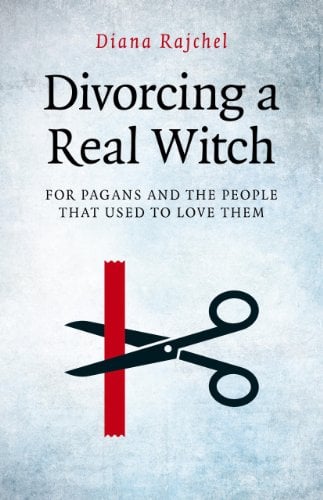 Diana Rajchel
Divorcing a
Real Witch
FOR PAGANS AND THE PEOPLE
THAT USED TO LOVE THEM